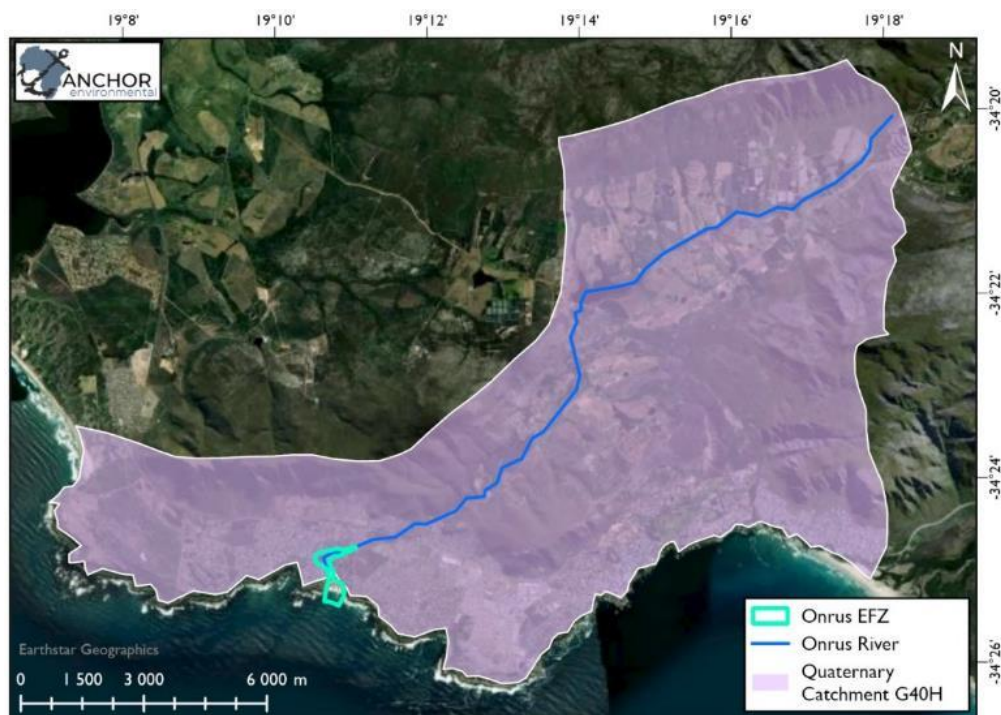 19°8' 19°10' 19°12' 19°14' 19°16' 19°18'
ANCHOR
environmental
N
-34°20'
-34°22'
-34°24'
-34°26'
Earthstar Geographics
0 1 500 3 000 6 000 m
Onrus EFZ
Onrus River
Quaternary
Catchment G40H